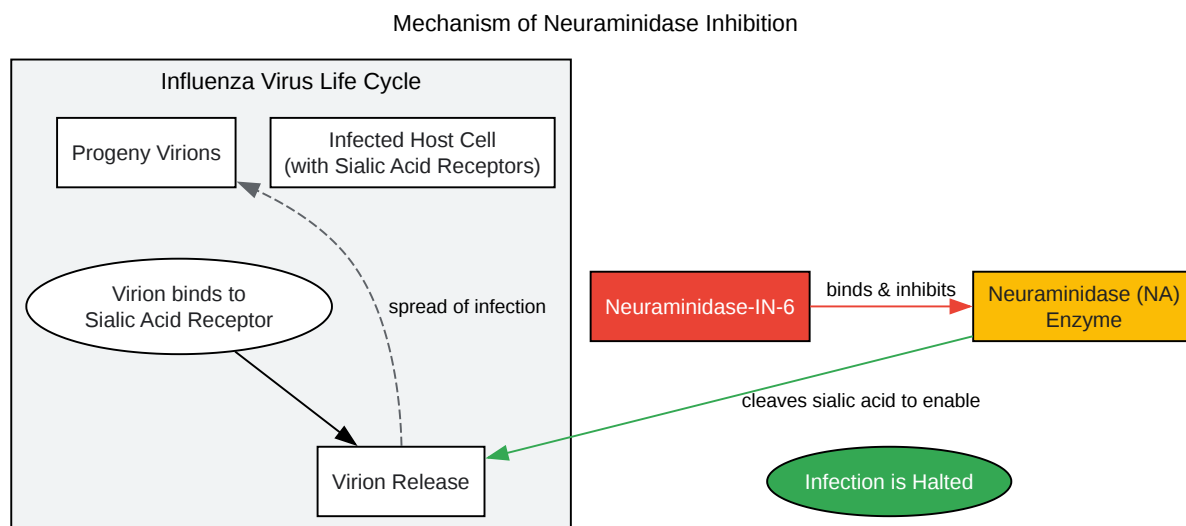 Mechanism of Neuraminidase Inhibition
Influenza Virus Life Cycle
Progeny Virions
Infected Host Cell
(with Sialic Acid Receptors)
Virion binds to
Sialic Acid Receptor
spread of infection
Neuraminidase-IN-6
binds & inhibits
Neuraminidase (NA)
Enzyme
cleaves sialic acid to enable
Virion Release
Infection is Halted